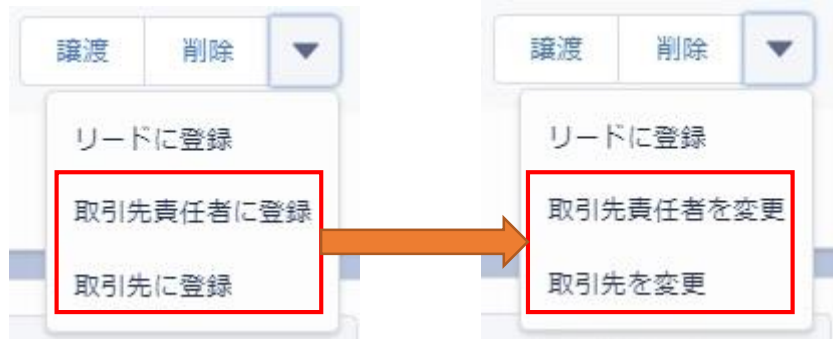 譲渡 削除
リードに登録
取引先責任者に登録
取引先に登録
譲渡 削除
リードに登録
取引先責任者を変更
取引先を変更